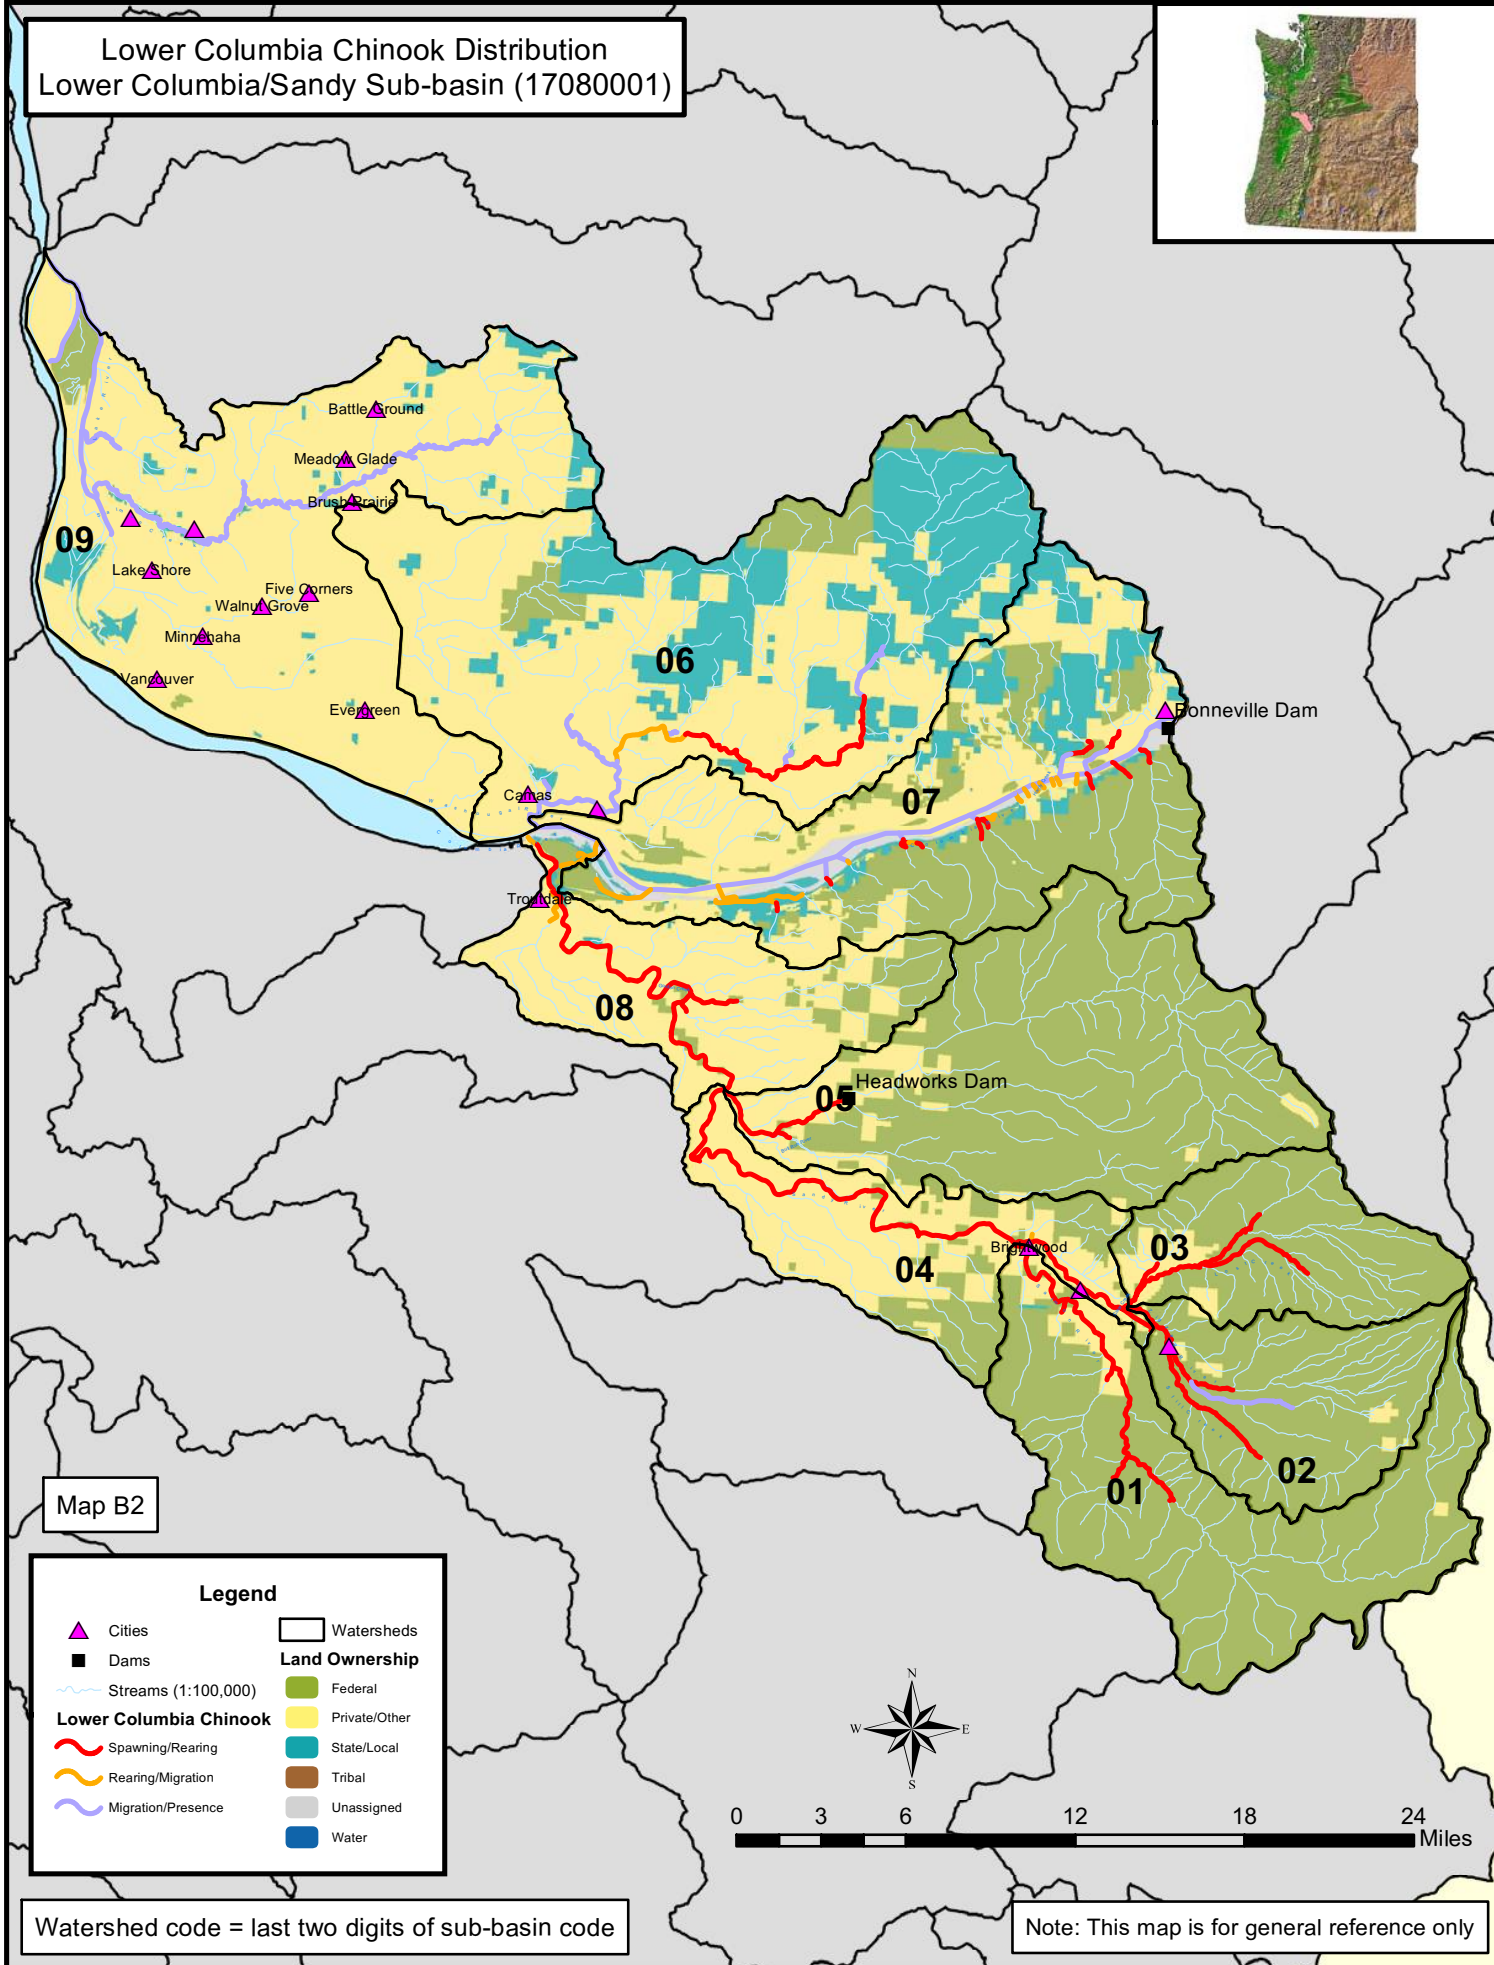 Lower Columbia Chinook Distribution
Lower Columbia/Sandy Sub-basin (17080001)
Battle Ground
Meadow Glade
Brush Prairie
09
Lake Shore
Five Corners
Walnut Grove
Minnehaha
06
Vancouver
Evergreen
Bonneville Dam
Camas
07
Troutdale
08
Headworks Dam
05
Brightwood
03
04
02
01
Map B2
Legend
Cities
Dams
Streams (1:100,000)
Lower Columbia Chinook
Spawning/Rearing
Rearing/Migration
Migration/Presence
Watersheds
Land Ownership
Federal
Private/Other
State/Local
Tribal
Unassigned
Water
N
W E
S
0 3 6 12 18 24
Miles
Watershed code = last two digits of sub-basin code
Note: This map is for general reference only